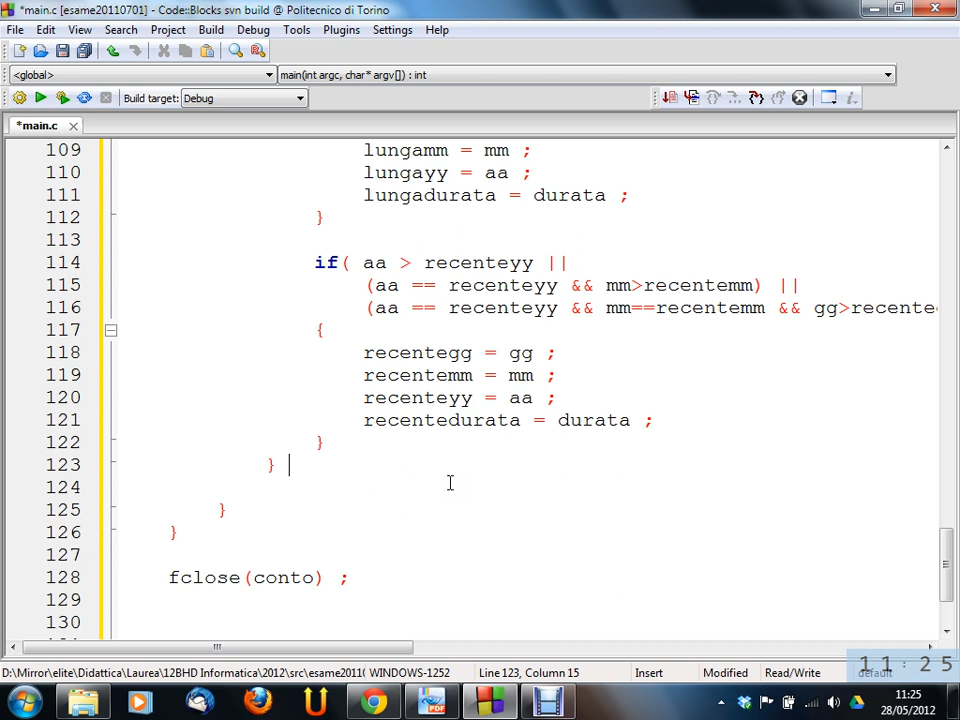 *main.c [esame20110701] - Code::Blocks svn build @ Politecnico di Torino
File Edit View Search Project Build Debug Tools Plugins Settings Help
<global> main(int argc, char* argv[]) : int
Build target: Debug
*main.c
109 lungamm = mm ;
110 lungayy = aa ;
111 lungadurata = durata ;
112 }
113
114 if( aa > recenteyy ||
115 (aa == recenteyy && mm>recentemm) ||
116 (aa == recenteyy && mm==recentemm && gg>recente
117 {
118 recentegg = gg ;
119 recentemm = mm ;
120 recenteyy = aa ;
121 recentedurata = durata ;
122 }
123 }
124
125 }
126 }
127
128 fclose(conto) ;
129
130
D:\Mirror\elite\Didattica\Laurea\12BHD Informatica\2012\src\esame2011( WINDOWS-1252 Line 123, Column 15 Insert Modified Read/Write default
11:25
11:25
28/05/2012